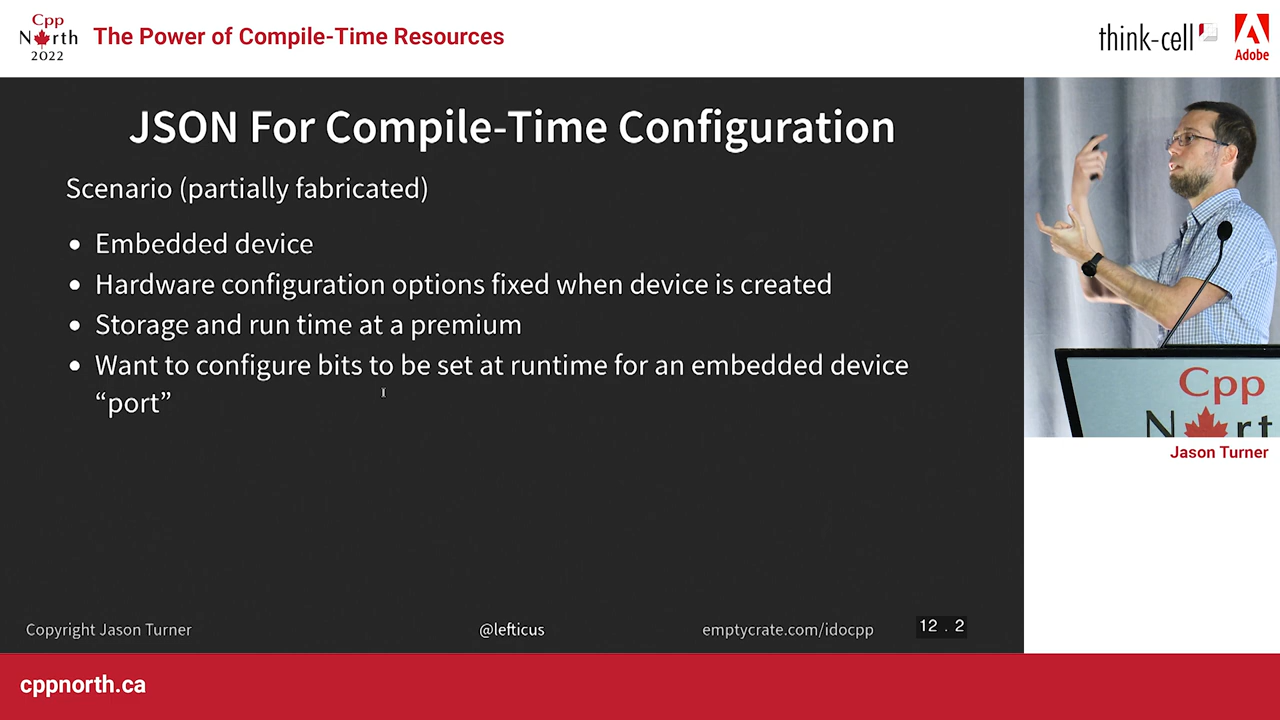 Cpp
North
2022
The Power of Compile-Time Resources
think-cell
Adobe
JSON For Compile-Time Configuration
Scenario (partially fabricated)
• Embedded device
• Hardware configuration options fixed when device is created
• Storage and run time at a premium
• Want to configure bits to be set at runtime for an embedded device
“port”
Copyright Jason Turner
@lefticus
emptycrate.com/idocpp
12 . 2
Cpp
North
Jason Turner
cppnorth.ca